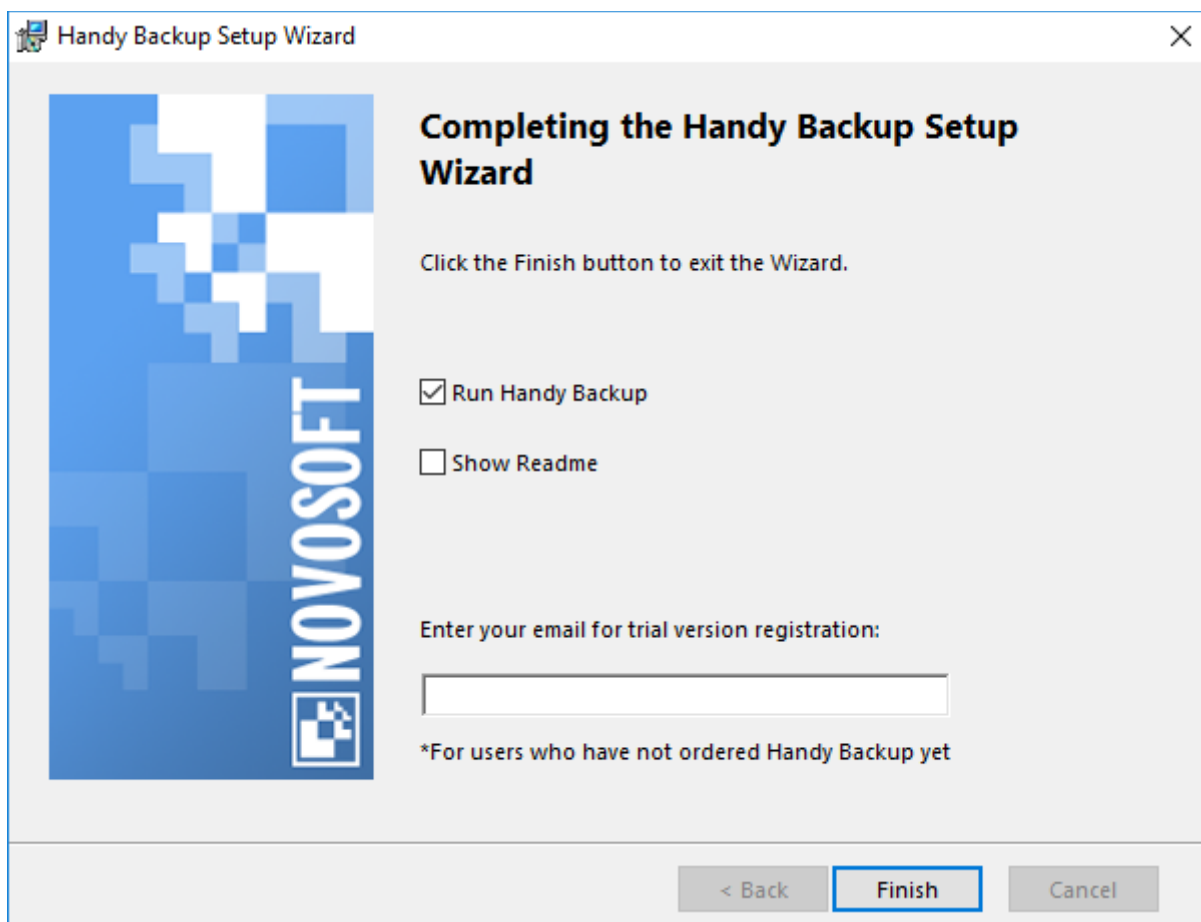 Handy Backup Setup Wizard
NOVOSOFT
Completing the Handy Backup Setup
Wizard
Click the Finish button to exit the Wizard.
Run Handy Backup
Show Readme
Enter your email for trial version registration:
*For users who have not ordered Handy Backup yet
< Back
Finish
Cancel